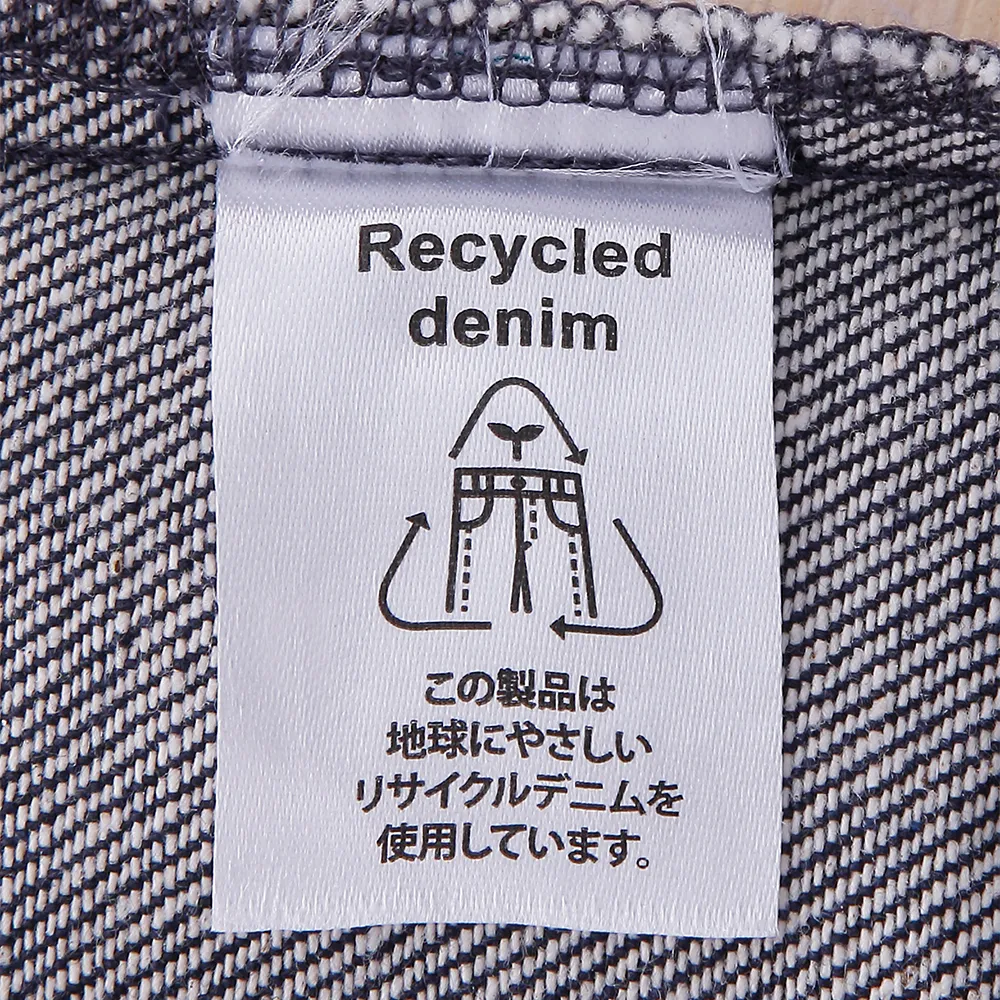 Recycled
denim
この製品は
地球にやさしい
リサイクルデニムを
使用しています。